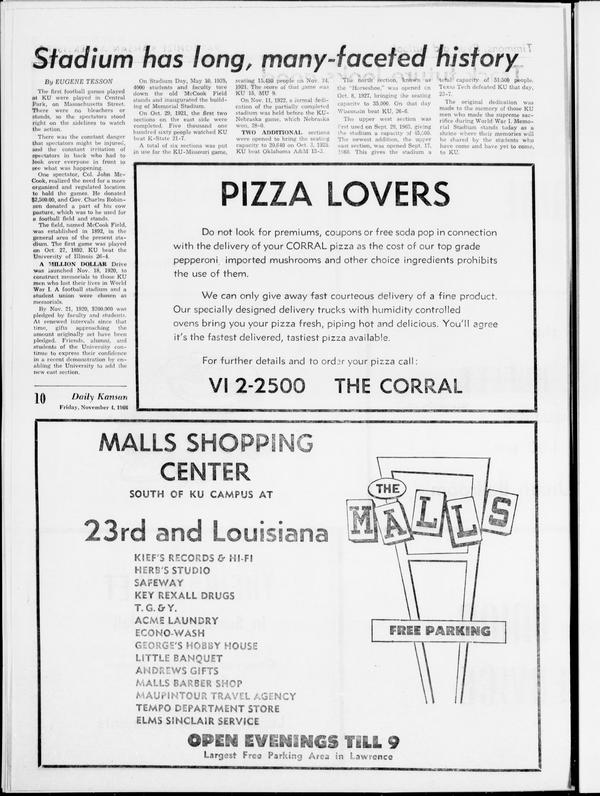 Stadium has long, many-faceted history
By EUGENE TESSON
The first football games played
at KU were played in Central
Park, on Massachusetts Street.
There were no bleachers or
stands, so the spectators stood
right on the sidelines to watch
the action.
There was the constant danger
that spectators might be injured,
and the constant irritation of
spectators in back who had to
look over everyone in front to
see what was happening.
One spectator, Col. John Mc-
Cook, realized the need for a more
organized and regulated location
to hold the games. He donated
$2,500.00, and Gov. Charles Robin-
son donated a part of his cow
pasture, which was to be used for
a football field and stands.
The field, named McCook Field,
was established in 1892, in the
general area of the present sta-
dium. The first game was played
on Oct. 27, 1892, KU beat the
University of Illinois 26-4.
A MILLION DOLLAR Drive
was launched Nov. 18, 1920, to
construct memorials to those KU
men who lost their lives in World
War I. A football stadium and a
student union were chosen as
memorials.
By Nov. 21, 1920, $200,000 was
pledged by faculty and students.
At renewed intervals since that
time, gifts approaching the
amount originally set have been
pledged. Friends, alumni, and
students of the University con-
tinue to express their confidence
in a recent demonstration by en-
abling the University to add the
new east section.
On Stadium Day, May 10, 1921,
4000 students and faculty tore
down the old McCook Field
stands and inaugurated the build-
ing of Memorial Stadium.
On Oct. 29, 1921, the first two
sections on the east side were
completed. Five thousand one
hundred sixty people watched KU
beat K-State 21-7.
A total of six sections was put
in use for the KU-Missouri game,
seating 15,480 people on Nov. 24,
1921. The score of that game was
KU 15, MU 9.
On Nov. 11, 1922, a formal dedi-
cation of the partially completed
stadium was held before the KU-
Nebraska game, which Nebraska
won, 28-0.
TWO ADDITIONAL sections
were opened to bring the seating
capacity to 20,640 on Oct. 3, 1925.
KU beat Oklahoma A&M 13-3.
The north section, known as
the "Horseshoe," was opened on
Oct. 8, 1927, bringing the seating
capacity to 35,000. On that day
Wisconsin beat KU, 26-6.
The upper west section was
first used on Sept. 29, 1963, giving
the stadium a capacity of 45,000.
The newest addition, the upper
east section, was opened Sept. 17,
This gives the stadium a
total capacity of 51,500 people.
Texas Tech defeated KU that day,
23-7.
The original dedication was
made to the memory of those KU
men who made the supreme sac-
rifice during World War I. Memo-
rial Stadium stands today as a
shrine where their memories will
be shared by the students who
have come and have yet to come,
to KU.
PIZZA LOVERS
Do not look for premiums, coupons or free soda pop in connection
with the delivery of your CORRAL pizza as the cost of our top grade
pepperoni, imported mushrooms and other choice ingredients prohibits
the use of them.
We can only give away fast courteous delivery of a fine product.
Our specially designed delivery trucks with humidity controlled
ovens bring you your pizza fresh, piping hot and delicious. You'll agree
it's the fastest delivered, tastiest pizza available.
For further details and to order your pizza call:
VI 2-2500 THE CORRAL
10 Daily Kansan
Friday, November 4, 1966
MALLS SHOPPING
CENTER
SOUTH OF KU CAMPUS AT
23rd and Louisiana
KIEF'S RECORDS & HI-FI
HERB'S STUDIO
SAFEWAY
KEY REXALL DRUGS
T. G. & Y.
ACME LAUNDRY
ECONO-WASH
GEORGE'S HOBBY HOUSE
LITTLE BANQUET
ANDREWS GIFTS
MALLS BARBER SHOP
MAUPINTOUR TRAVEL AGENCY
TEMPO DEPARTMENT STORE
ELMS SINCLAIR SERVICE
THE
MALLS
FREE PARKING
OPEN EVENINGS TILL 9
Largest Free Parking Area in Lawrence